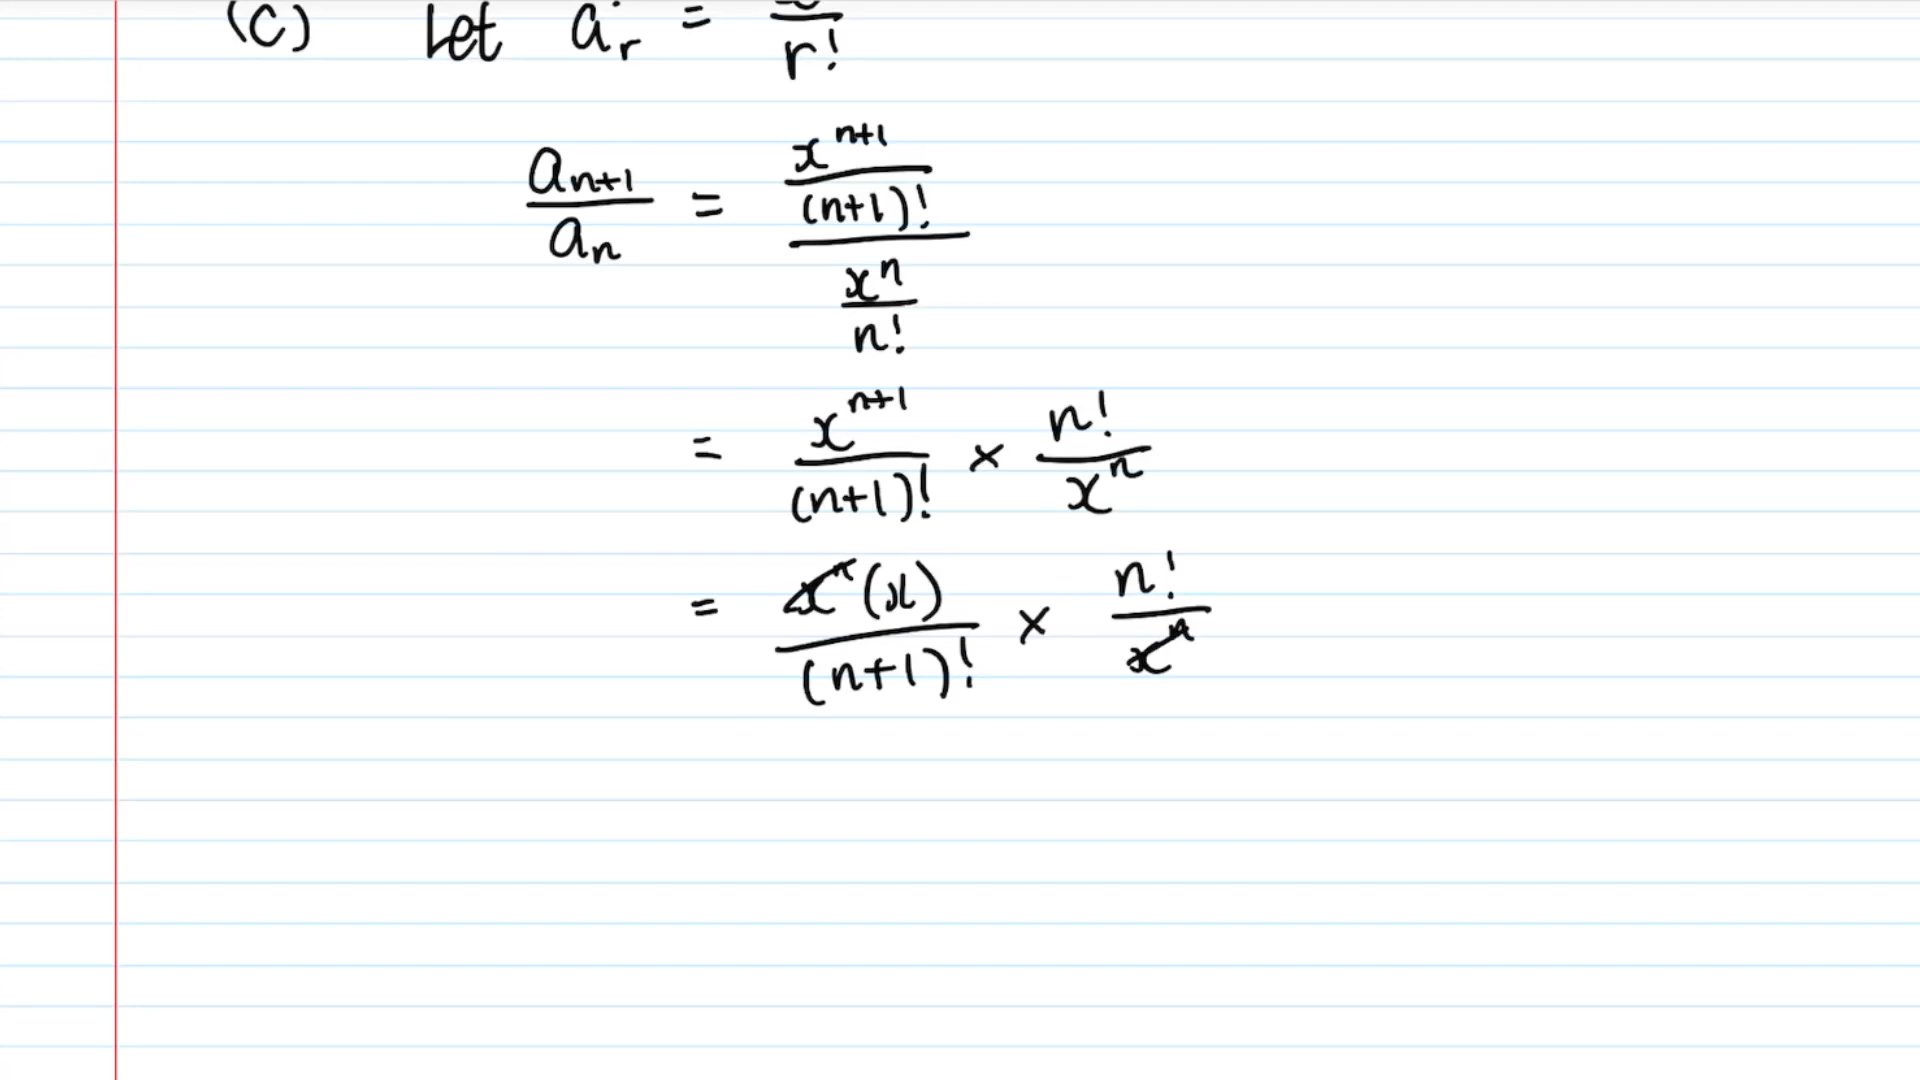 (c) Let a_r = x^r/r!
a_{n+1}/a_n = (x^{n+1}/(n+1)!)/(x^n/n!)
= x^{n+1}/(n+1)! × n!/x^n
= x^n(x)/(n+1)! × n!/x^n